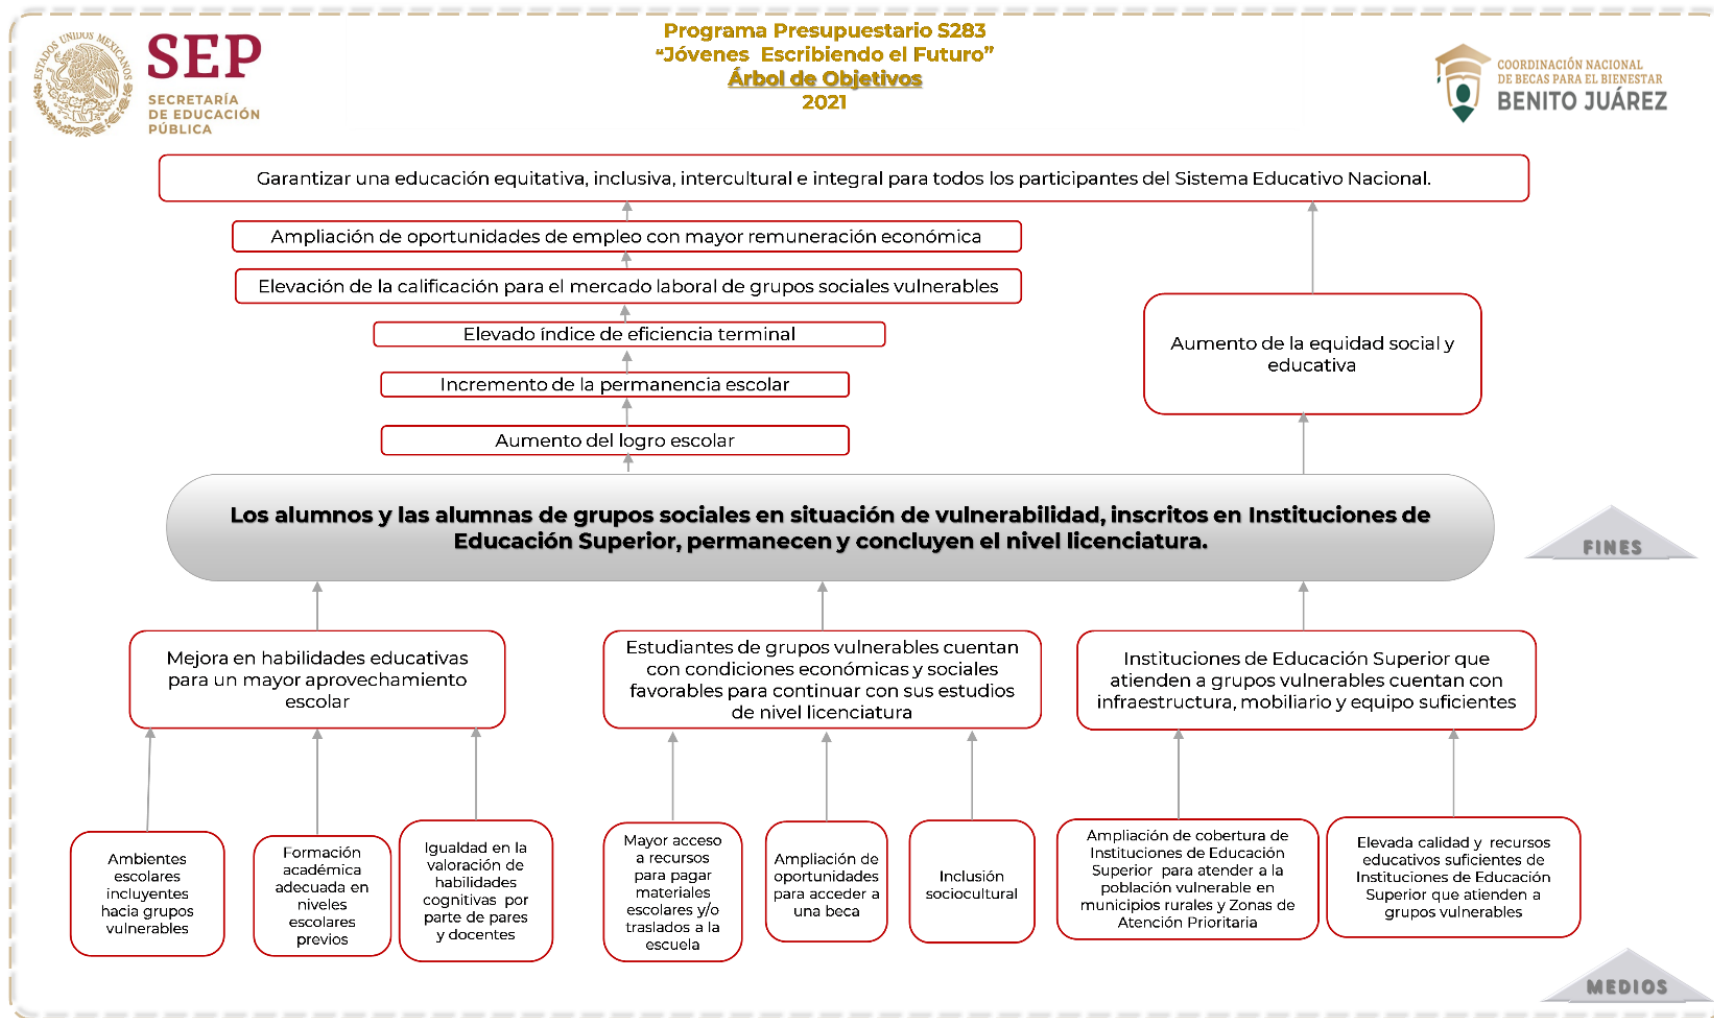 ESTADOS UNIDOS MEXICANOS
SEP
SECRETARÍA
DE EDUCACIÓN
PÚBLICA
Programa Presupuestario S283
“Jóvenes Escribiendo el Futuro”
Árbol de Objetivos
2021
COORDINACIÓN NACIONAL
DE BECAS PARA EL BIENESTAR
BENITO JUÁREZ
Garantizar una educación equitativa, inclusiva, intercultural e integral para todos los participantes del Sistema Educativo Nacional.
Ampliación de oportunidades de empleo con mayor remuneración económica
Elevación de la calificación para el mercado laboral de grupos sociales vulnerables
Elevado índice de eficiencia terminal
Incremento de la permanencia escolar
Aumento del logro escolar
Aumento de la equidad social y
educativa
Los alumnos y las alumnas de grupos sociales en situación de vulnerabilidad, inscritos en Instituciones de
Educación Superior, permanecen y concluyen el nivel licenciatura.
FINES
Mejora en habilidades educativas
para un mayor aprovechamiento
escolar
Estudiantes de grupos vulnerables cuentan
con condiciones económicas y sociales
favorables para continuar con sus estudios
de nivel licenciatura
Instituciones de Educación Superior que
atienden a grupos vulnerables cuentan con
infraestructura, mobiliario y equipo suficientes
Ambientes
escolares
incluyentes
hacia grupos
vulnerables
Formación
académica
adecuada en
niveles
escolares
previos
Igualdad en la
valoración de
habilidades
cognitivas por
parte de pares
y docentes
Mayor acceso
a recursos
para pagar
materiales
escolares y/o
traslados a la
escuela
Ampliación de
oportunidades
para acceder a
una beca
Inclusión
sociocultural
Ampliación de cobertura de
Instituciones de Educación
Superior para atender a la
población vulnerable en
municipios rurales y Zonas de
Atención Prioritaria
Elevada calidad y recursos
educativos suficientes de
Instituciones de Educación
Superior que atienden a
grupos vulnerables
MEDIOS